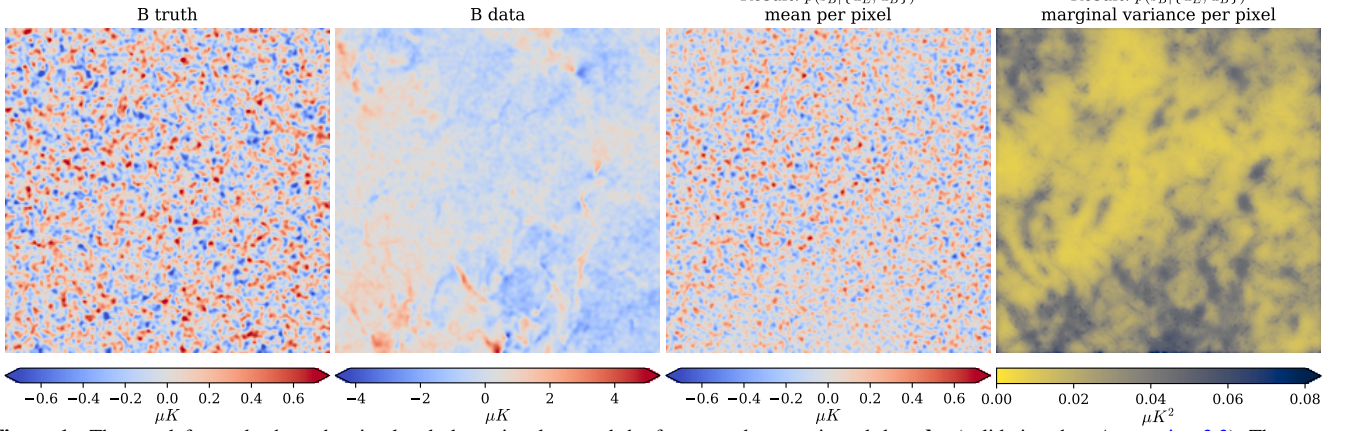 B truth
B data
mean per pixel
marginal variance per pixel
−0.6 −0.4 −0.2 0.0 0.2 0.4 0.6
μK
−4 −2 0 2 4
μK
−0.6 −0.4 −0.2 0.0 0.2 0.4 0.6
μK
0.00 0.02 0.04 0.06 0.08
μK²